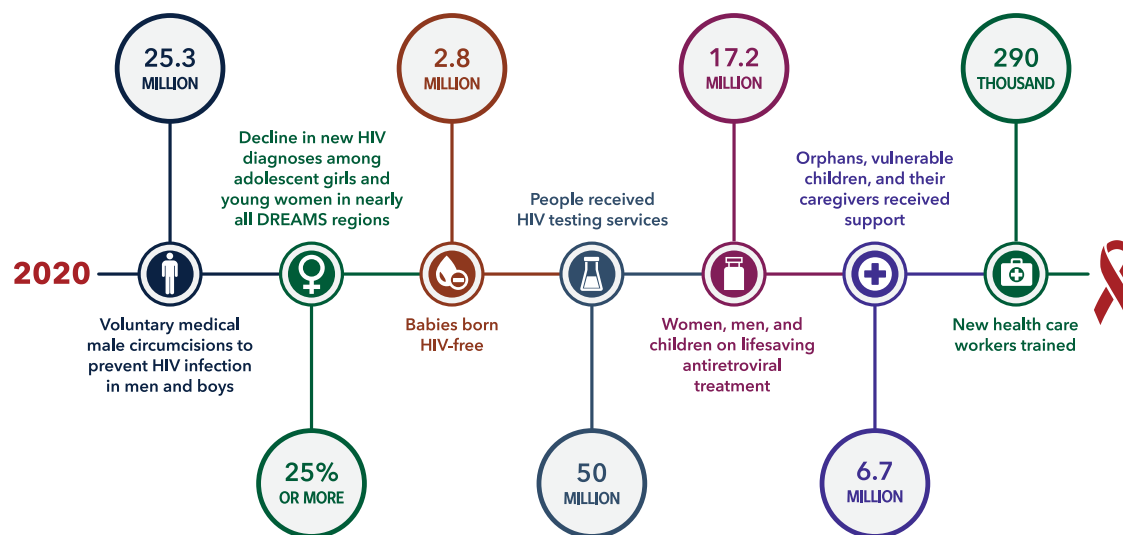 2020
25.3
MILLION
Voluntary medical
male circumcisions to
prevent HIV infection
in men and boys
Decline in new HIV
diagnoses among
adolescent girls and
young women in nearly
all DREAMS regions
25%
OR MORE
2.8
MILLION
Babies born
HIV-free
People received
HIV testing services
50
MILLION
17.2
MILLION
Women, men, and
children on lifesaving
antiretroviral
treatment
Orphans, vulnerable
children, and their
caregivers received
support
6.7
MILLION
290
THOUSAND
New health care
workers trained